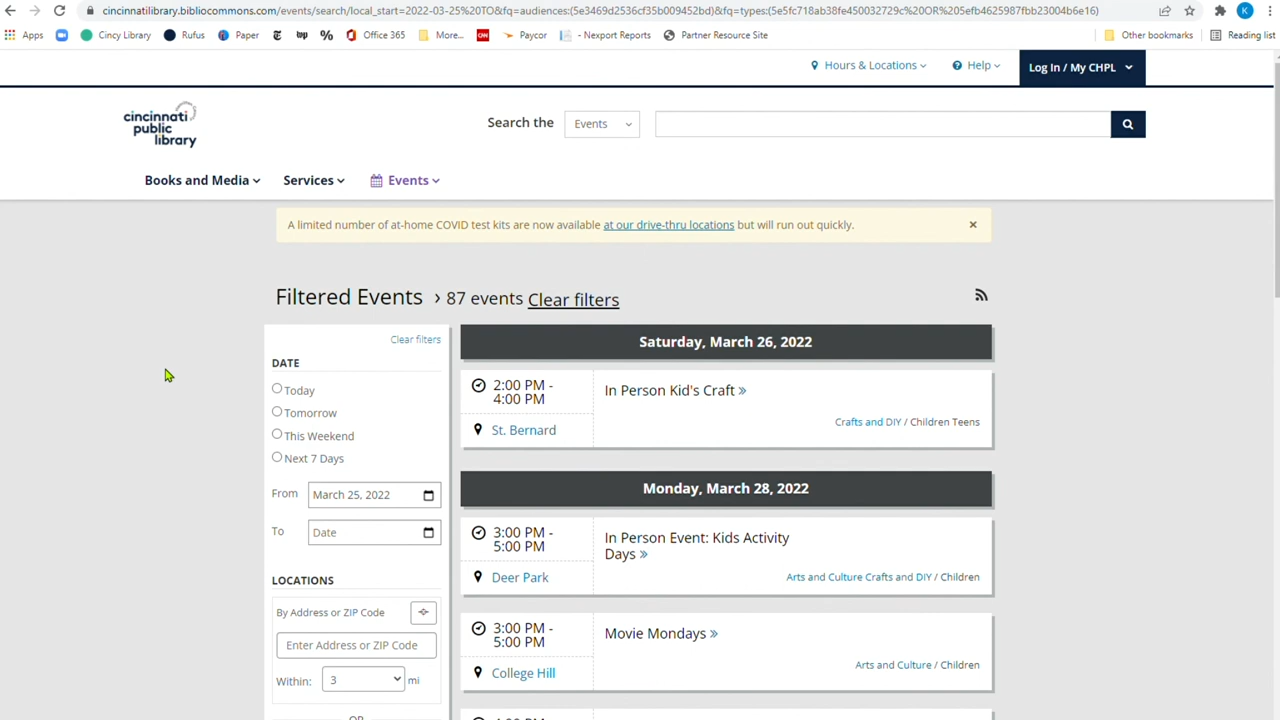 cincinnatilibrary.bibliocommons.com/events/search/local_start=2022-03-25%20TO&fq=audiences:(5e3469d2536cf35b009452bd)&fq=types:(5e5fc718ab38fe450032729c%20OR%205efb4625987fbb23004b6e16)
K
Apps
Cincy Library
Rufus
Paper
Office 365
More...
CNN
Paycor
- Nexport Reports
Partner Resource Site
Other bookmarks
Reading list
Hours & Locations
Help
Log In / My CHPL
cincinnati
public
library
Search the
Events
Books and Media
Services
Events
A limited number of at-home COVID test kits are now available at our drive-thru locations but will run out quickly.
×
Filtered Events › 87 events Clear filters
Clear filters
DATE
Today
Tomorrow
This Weekend
Next 7 Days
From
March 25, 2022
To
Date
LOCATIONS
By Address or ZIP Code
Enter Address or ZIP Code
Within:
3
mi
OR
Saturday, March 26, 2022
2:00 PM -
4:00 PM
St. Bernard
In Person Kid's Craft »
Crafts and DIY / Children Teens
Monday, March 28, 2022
3:00 PM -
5:00 PM
Deer Park
In Person Event: Kids Activity
Days »
Arts and Culture Crafts and DIY / Children
3:00 PM -
5:00 PM
College Hill
Movie Mondays »
Arts and Culture / Children